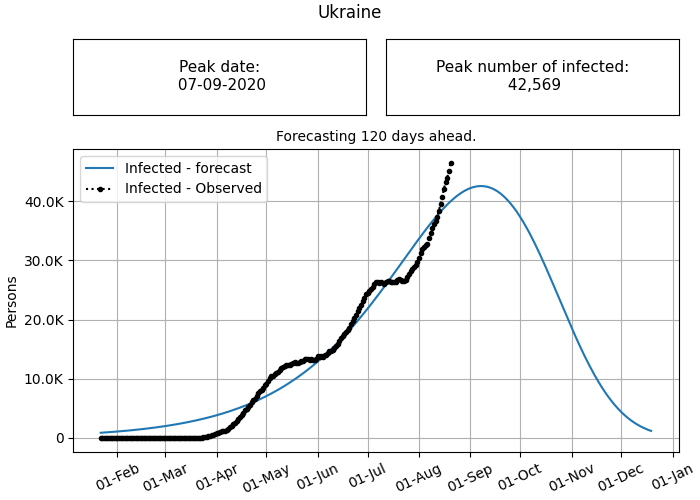 Ukraine
Peak date:
07-09-2020
Peak number of infected:
42,569
Forecasting 120 days ahead.
Infected - forecast
Infected - Observed
40.0K
30.0K
20.0K
10.0K
0
Persons
01-Feb
01-Mar
01-Apr
01-May
01-Jun
01-Jul
01-Aug
01-Sep
01-Oct
01-Nov
01-Dec
01-Jan